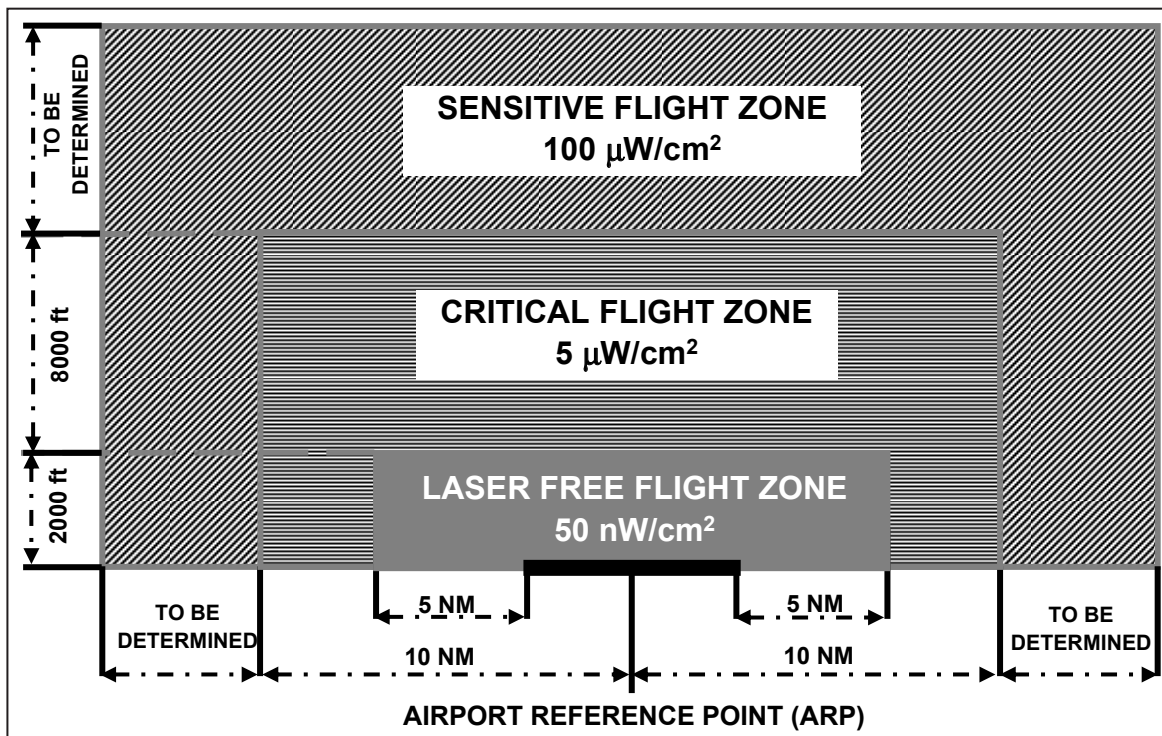 TO BE
DETERMINED
SENSITIVE FLIGHT ZONE
100 μW/cm²
8000 ft
CRITICAL FLIGHT ZONE
5 μW/cm²
2000 ft
LASER FREE FLIGHT ZONE
50 nW/cm²
5 NM
5 NM
TO BE
DETERMINED
TO BE
DETERMINED
10 NM
10 NM
AIRPORT REFERENCE POINT (ARP)